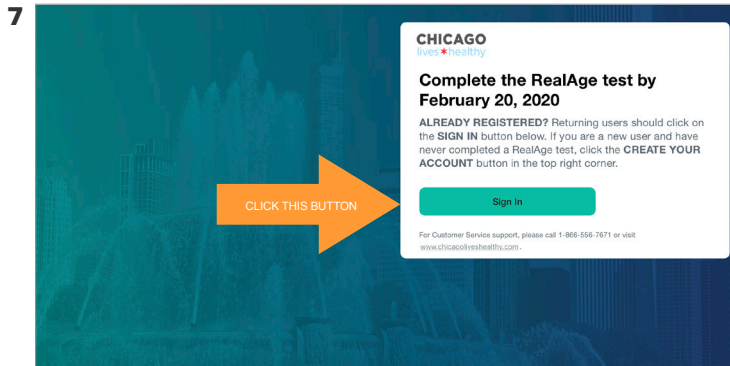 7
CHICAGO
lives✶healthy
Complete the RealAge test by
February 20, 2020
ALREADY REGISTERED? Returning users should click on
the SIGN IN button below. If you are a new user and have
never completed a RealAge test, click the CREATE YOUR
ACCOUNT button in the top right corner.
CLICK THIS BUTTON
Sign In
For Customer Service support, please call 1-866-556-7671 or visit
www.chicagoliveshealthy.com.